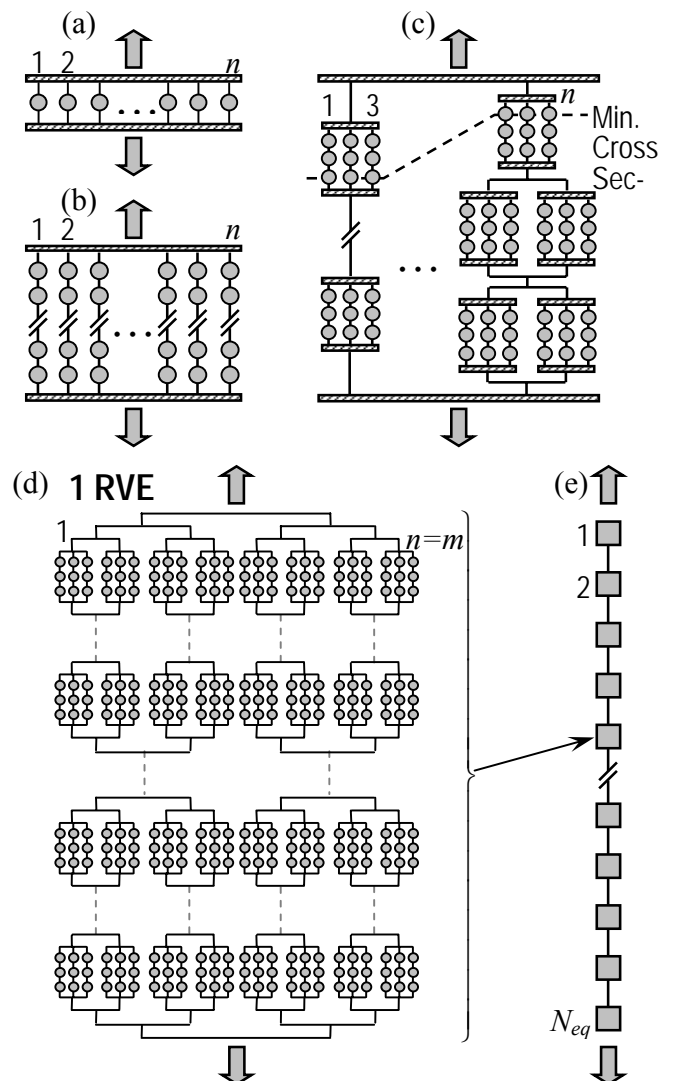 (a)
1 2 n
...
(b)
1 2 n
...
(c)
1 3 n
Min.
Cross
Sec-
...
(d) 1 RVE
1 n=m
(e)
1
2
N_eq